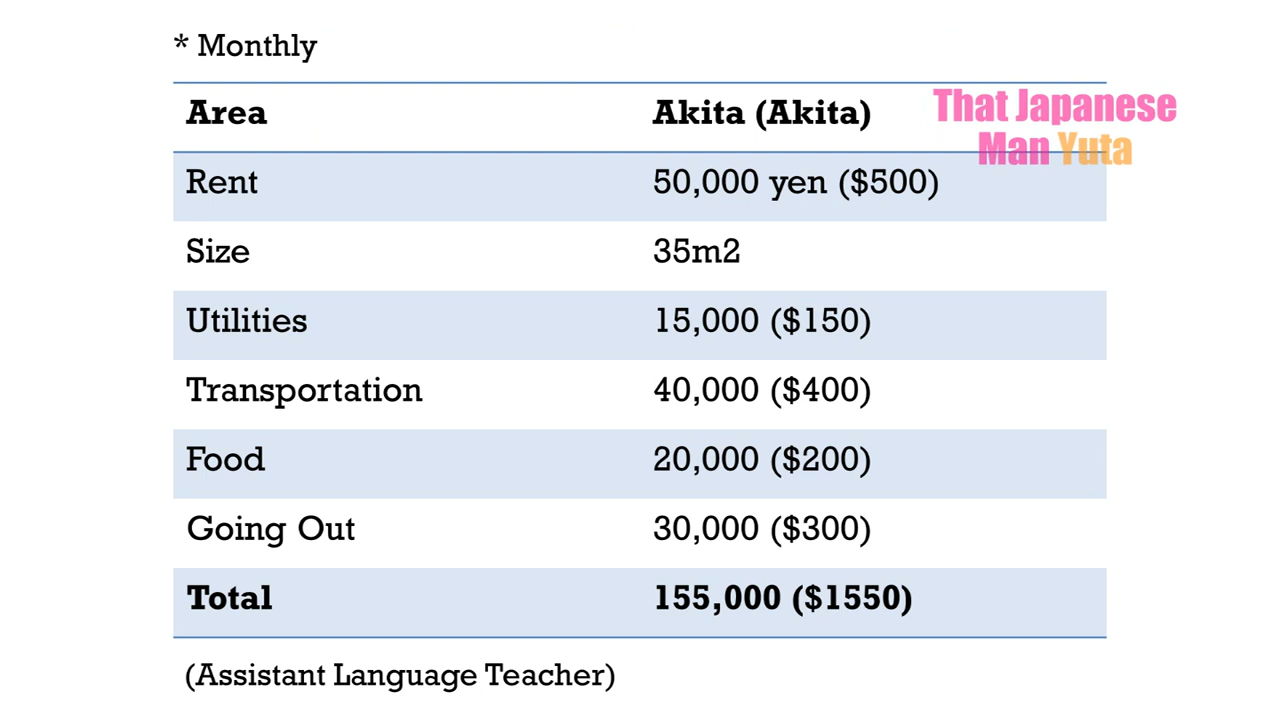 * Monthly
Area Akita (Akita)
That Japanese
Man Yuta
Rent 50,000 yen ($500)
Size 35m2
Utilities 15,000 ($150)
Transportation 40,000 ($400)
Food 20,000 ($200)
Going Out 30,000 ($300)
Total 155,000 ($1550)
(Assistant Language Teacher)